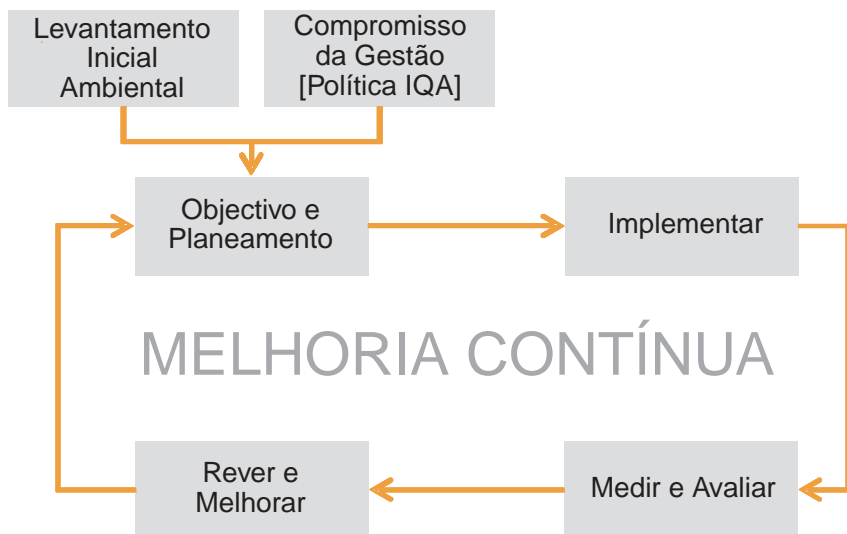 Levantamento
Inicial
Ambiental
Compromisso
da Gestão
[Política IQA]
Objectivo e
Planeamento
Implementar
MELHORIA CONTÍNUA
Rever e
Melhorar
Medir e Avaliar